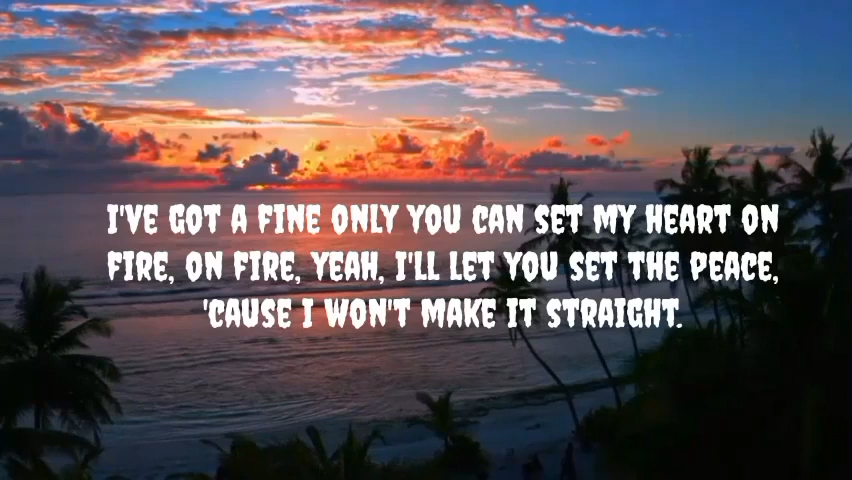 I'VE GOT A FINE ONLY YOU CAN SET MY HEART ON
FIRE, ON FIRE, YEAH, I'LL LET YOU SET THE PEACE,
'CAUSE I WON'T MAKE IT STRAIGHT.